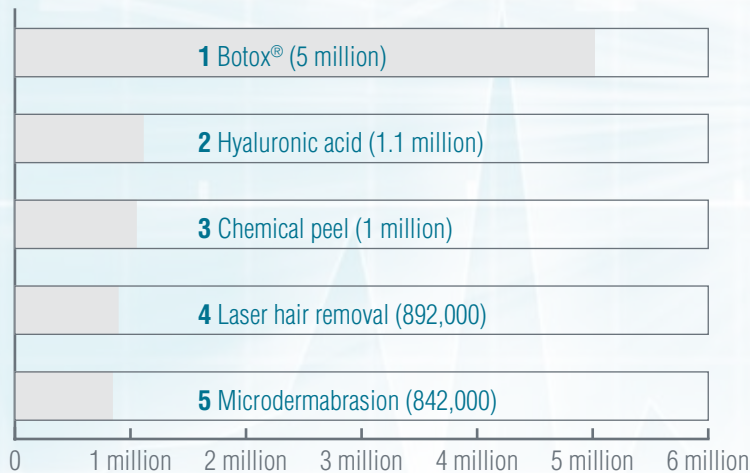 1 Botox® (5 million)
2 Hyaluronic acid (1.1 million)
3 Chemical peel (1 million)
4 Laser hair removal (892,000)
5 Microdermabrasion (842,000)
0 1 million 2 million 3 million 4 million 5 million 6 million